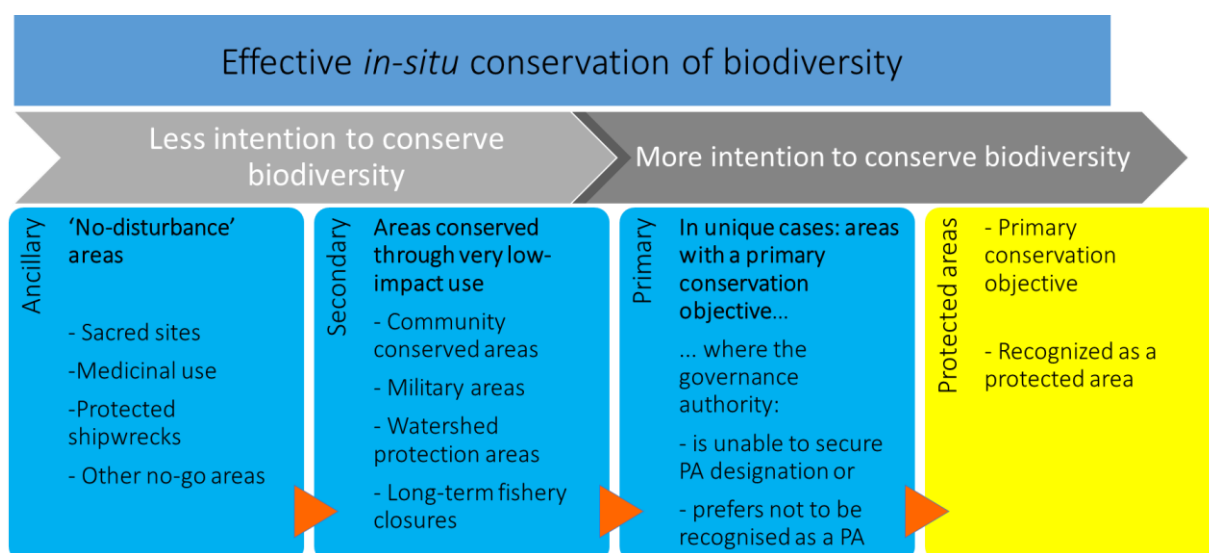 Effective in-situ conservation of biodiversity
Less intention to conserve
biodiversity
More intention to conserve biodiversity
Ancillary
‘No-disturbance’
areas
- Sacred sites
-Medicinal use
-Protected
shipwrecks
- Other no-go areas
Secondary
Areas conserved
through very low-
impact use
- Community
conserved areas
- Military areas
- Watershed
protection areas
- Long-term fishery
closures
Primary
In unique cases: areas
with a primary
conservation
objective…
... where the
governance
authority:
- is unable to secure
PA designation or
- prefers not to be
recognised as a PA
Protected areas
- Primary
conservation
objective
- Recognized as a
protected area